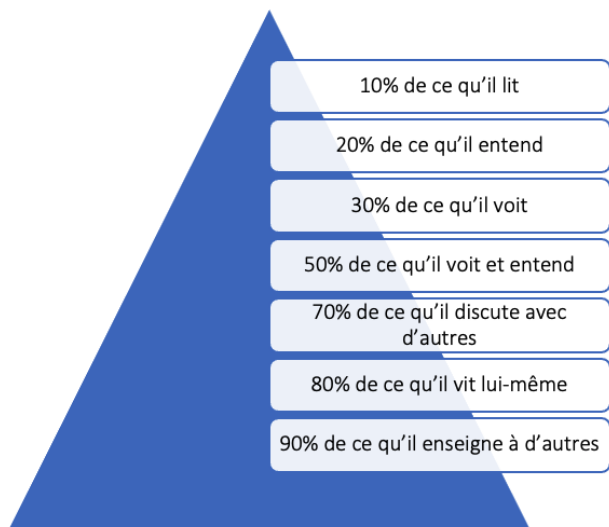 10% de ce qu'il lit
20% de ce qu'il entend
30% de ce qu'il voit
50% de ce qu'il voit et entend
70% de ce qu'il discute avec
d'autres
80% de ce qu'il vit lui-même
90% de ce qu'il enseigne à d'autres